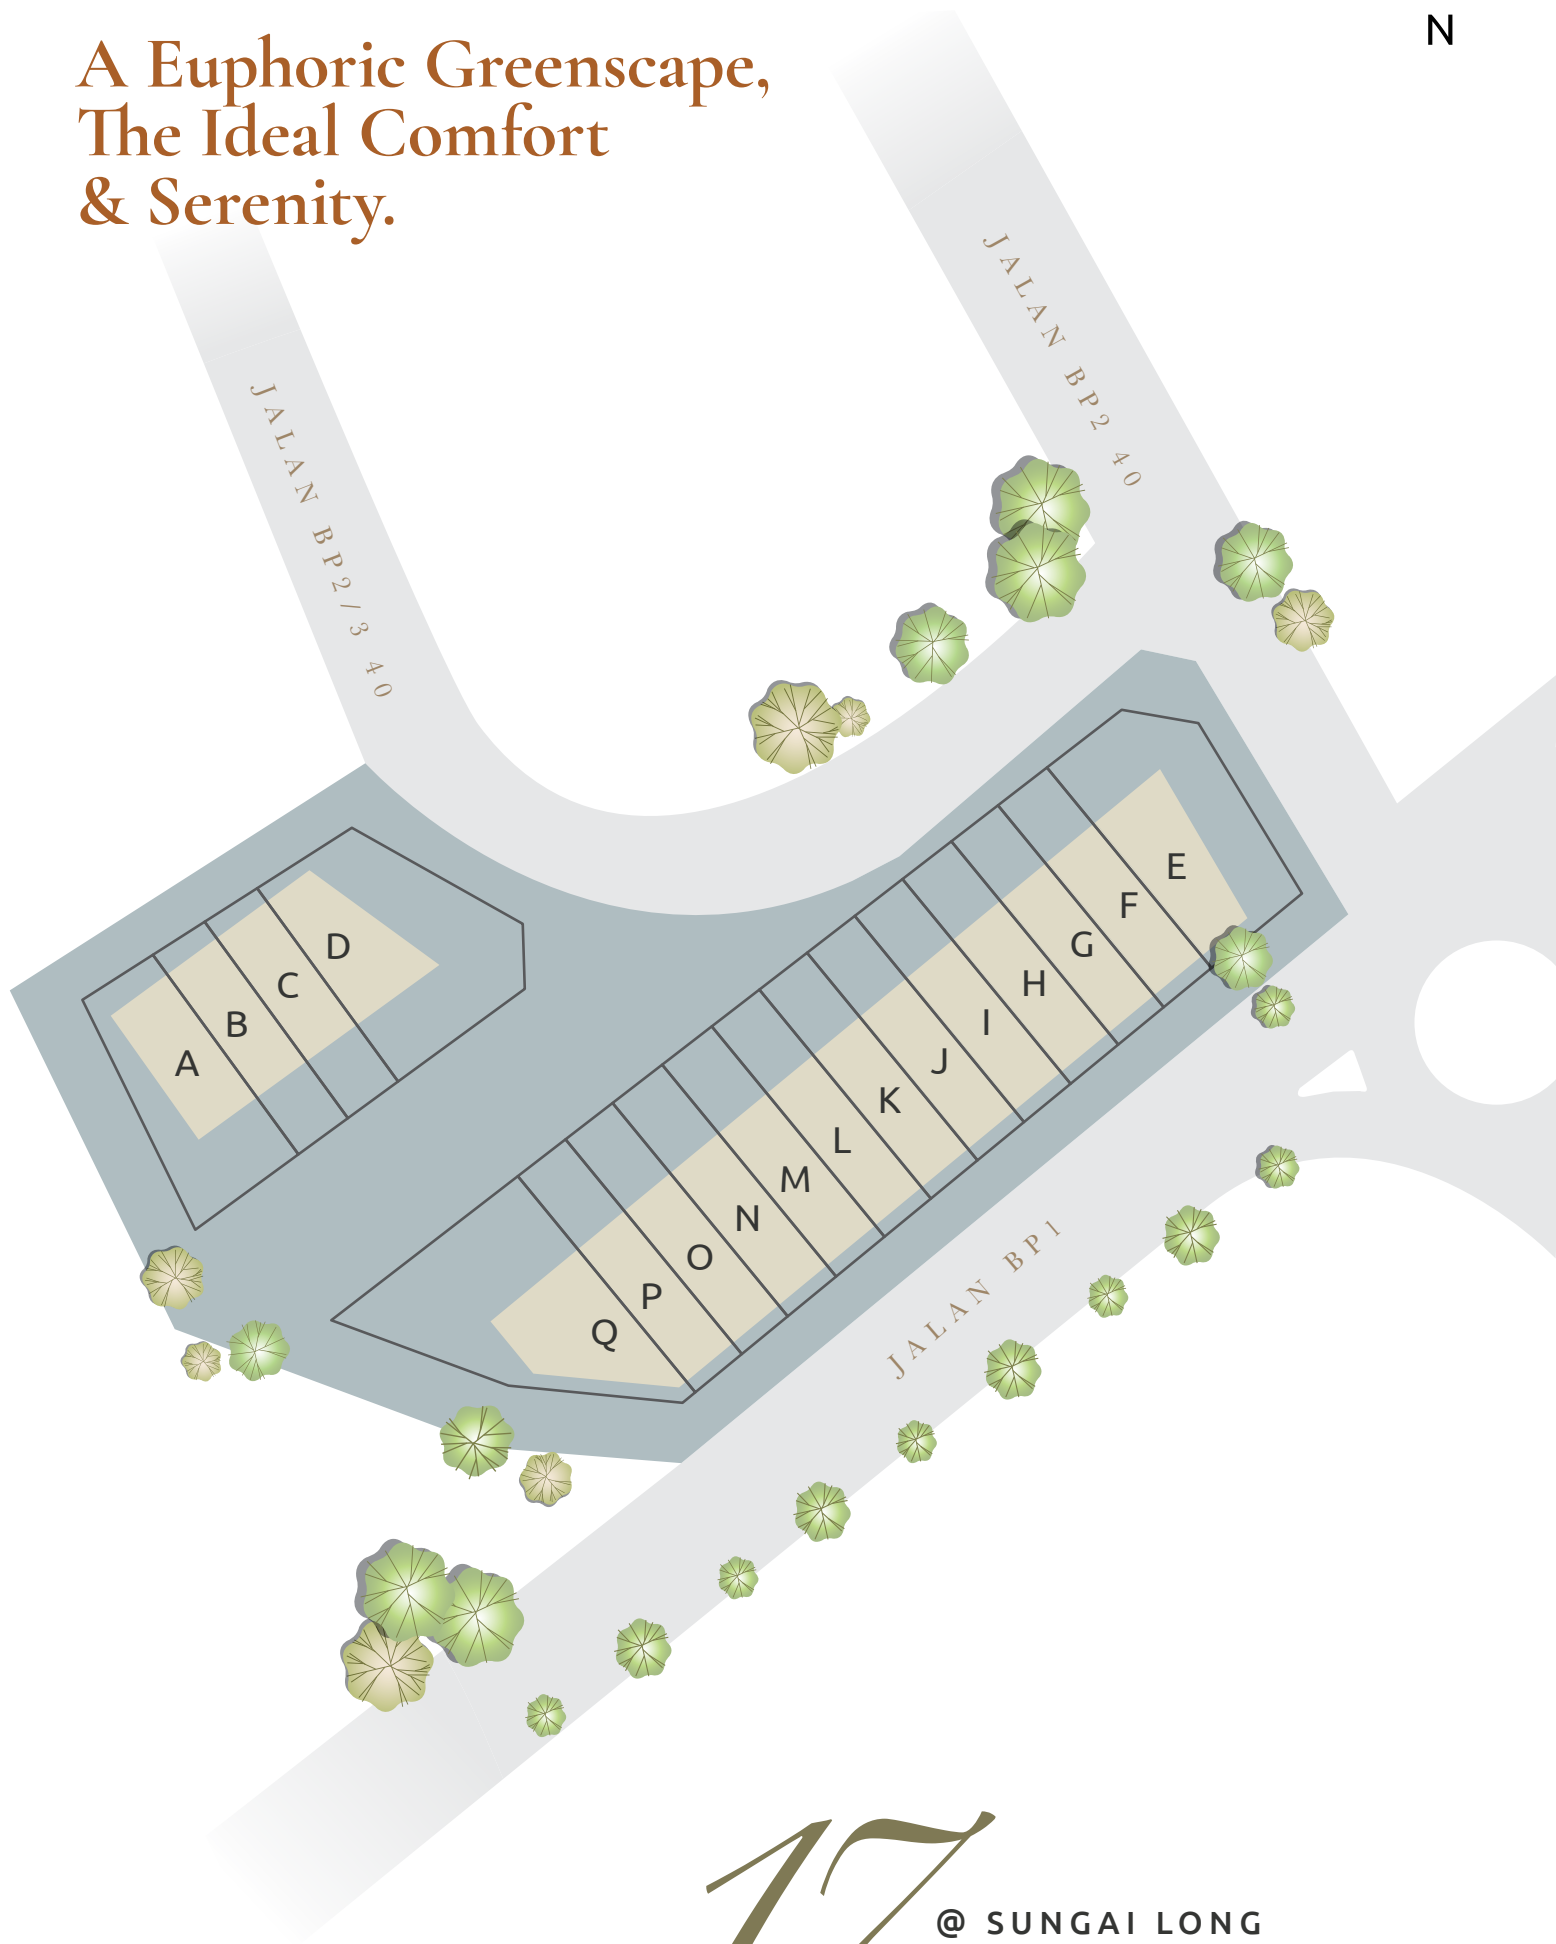 A Euphoric Greenscape,
The Ideal Comfort
& Serenity.
N
JALAN BP2 40
JALAN BP2/3 40
E
F
G
H
I
J
K
L
M
N
O
P
Q
D
C
B
A
JALAN BP1
17
@ SUNGAI LONG